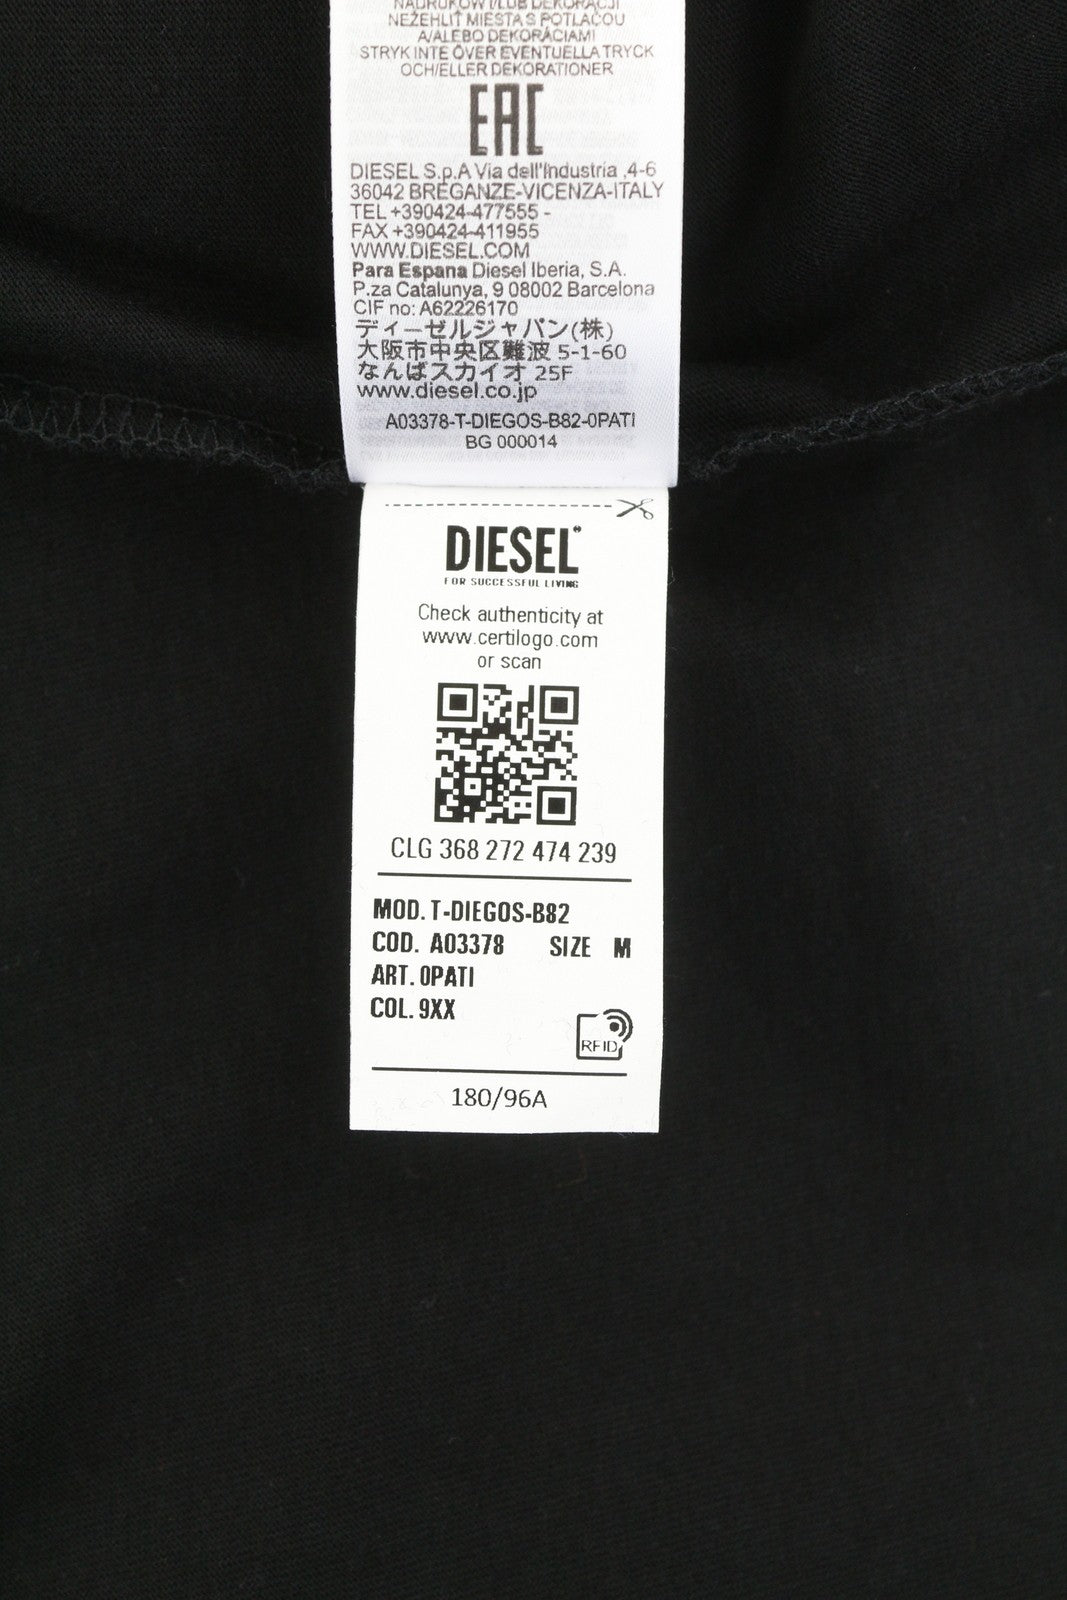 NADRUKÓW I/LUB DEKORACJI
NEŽEHLIŤ MIESTA S POTLAČOU
A/ALEBO DEKORÁCIAMI
STRYK INTE ÖVER EVENTUELLA TRYCK
OCH/ELLER DEKORATIONER
EAC
DIESEL S.p.A Via dell'Industria ,4-6
36042 BREGANZE-VICENZA-ITALY
TEL +390424-477555 -
FAX +390424-411955
WWW.DIESEL.COM
Para Espana Diesel Iberia, S.A.
P.za Catalunya, 9 08002 Barcelona
CIF no: A62226170
ディーゼルジャパン(株)
大阪市中央区難波 5-1-60
なんばスカイオ 25F
www.diesel.co.jp
A03378-T-DIEGOS-B82-0PATI
BG 000014
DIESEL
FOR SUCCESSFUL LIVING
Check authenticity at
www.certilogo.com
or scan
CLG 368 272 474 239
MOD. T-DIEGOS-B82
COD. A03378 SIZE M
ART. 0PATI
COL. 9XX
RFID
180/96A